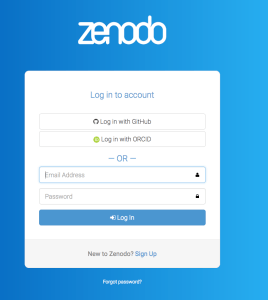 zenodo
Log in to account
Log in with GitHub
Log in with ORCID
— OR —
Email Address
Password
Log In
New to Zenodo? Sign Up
Forgot password?